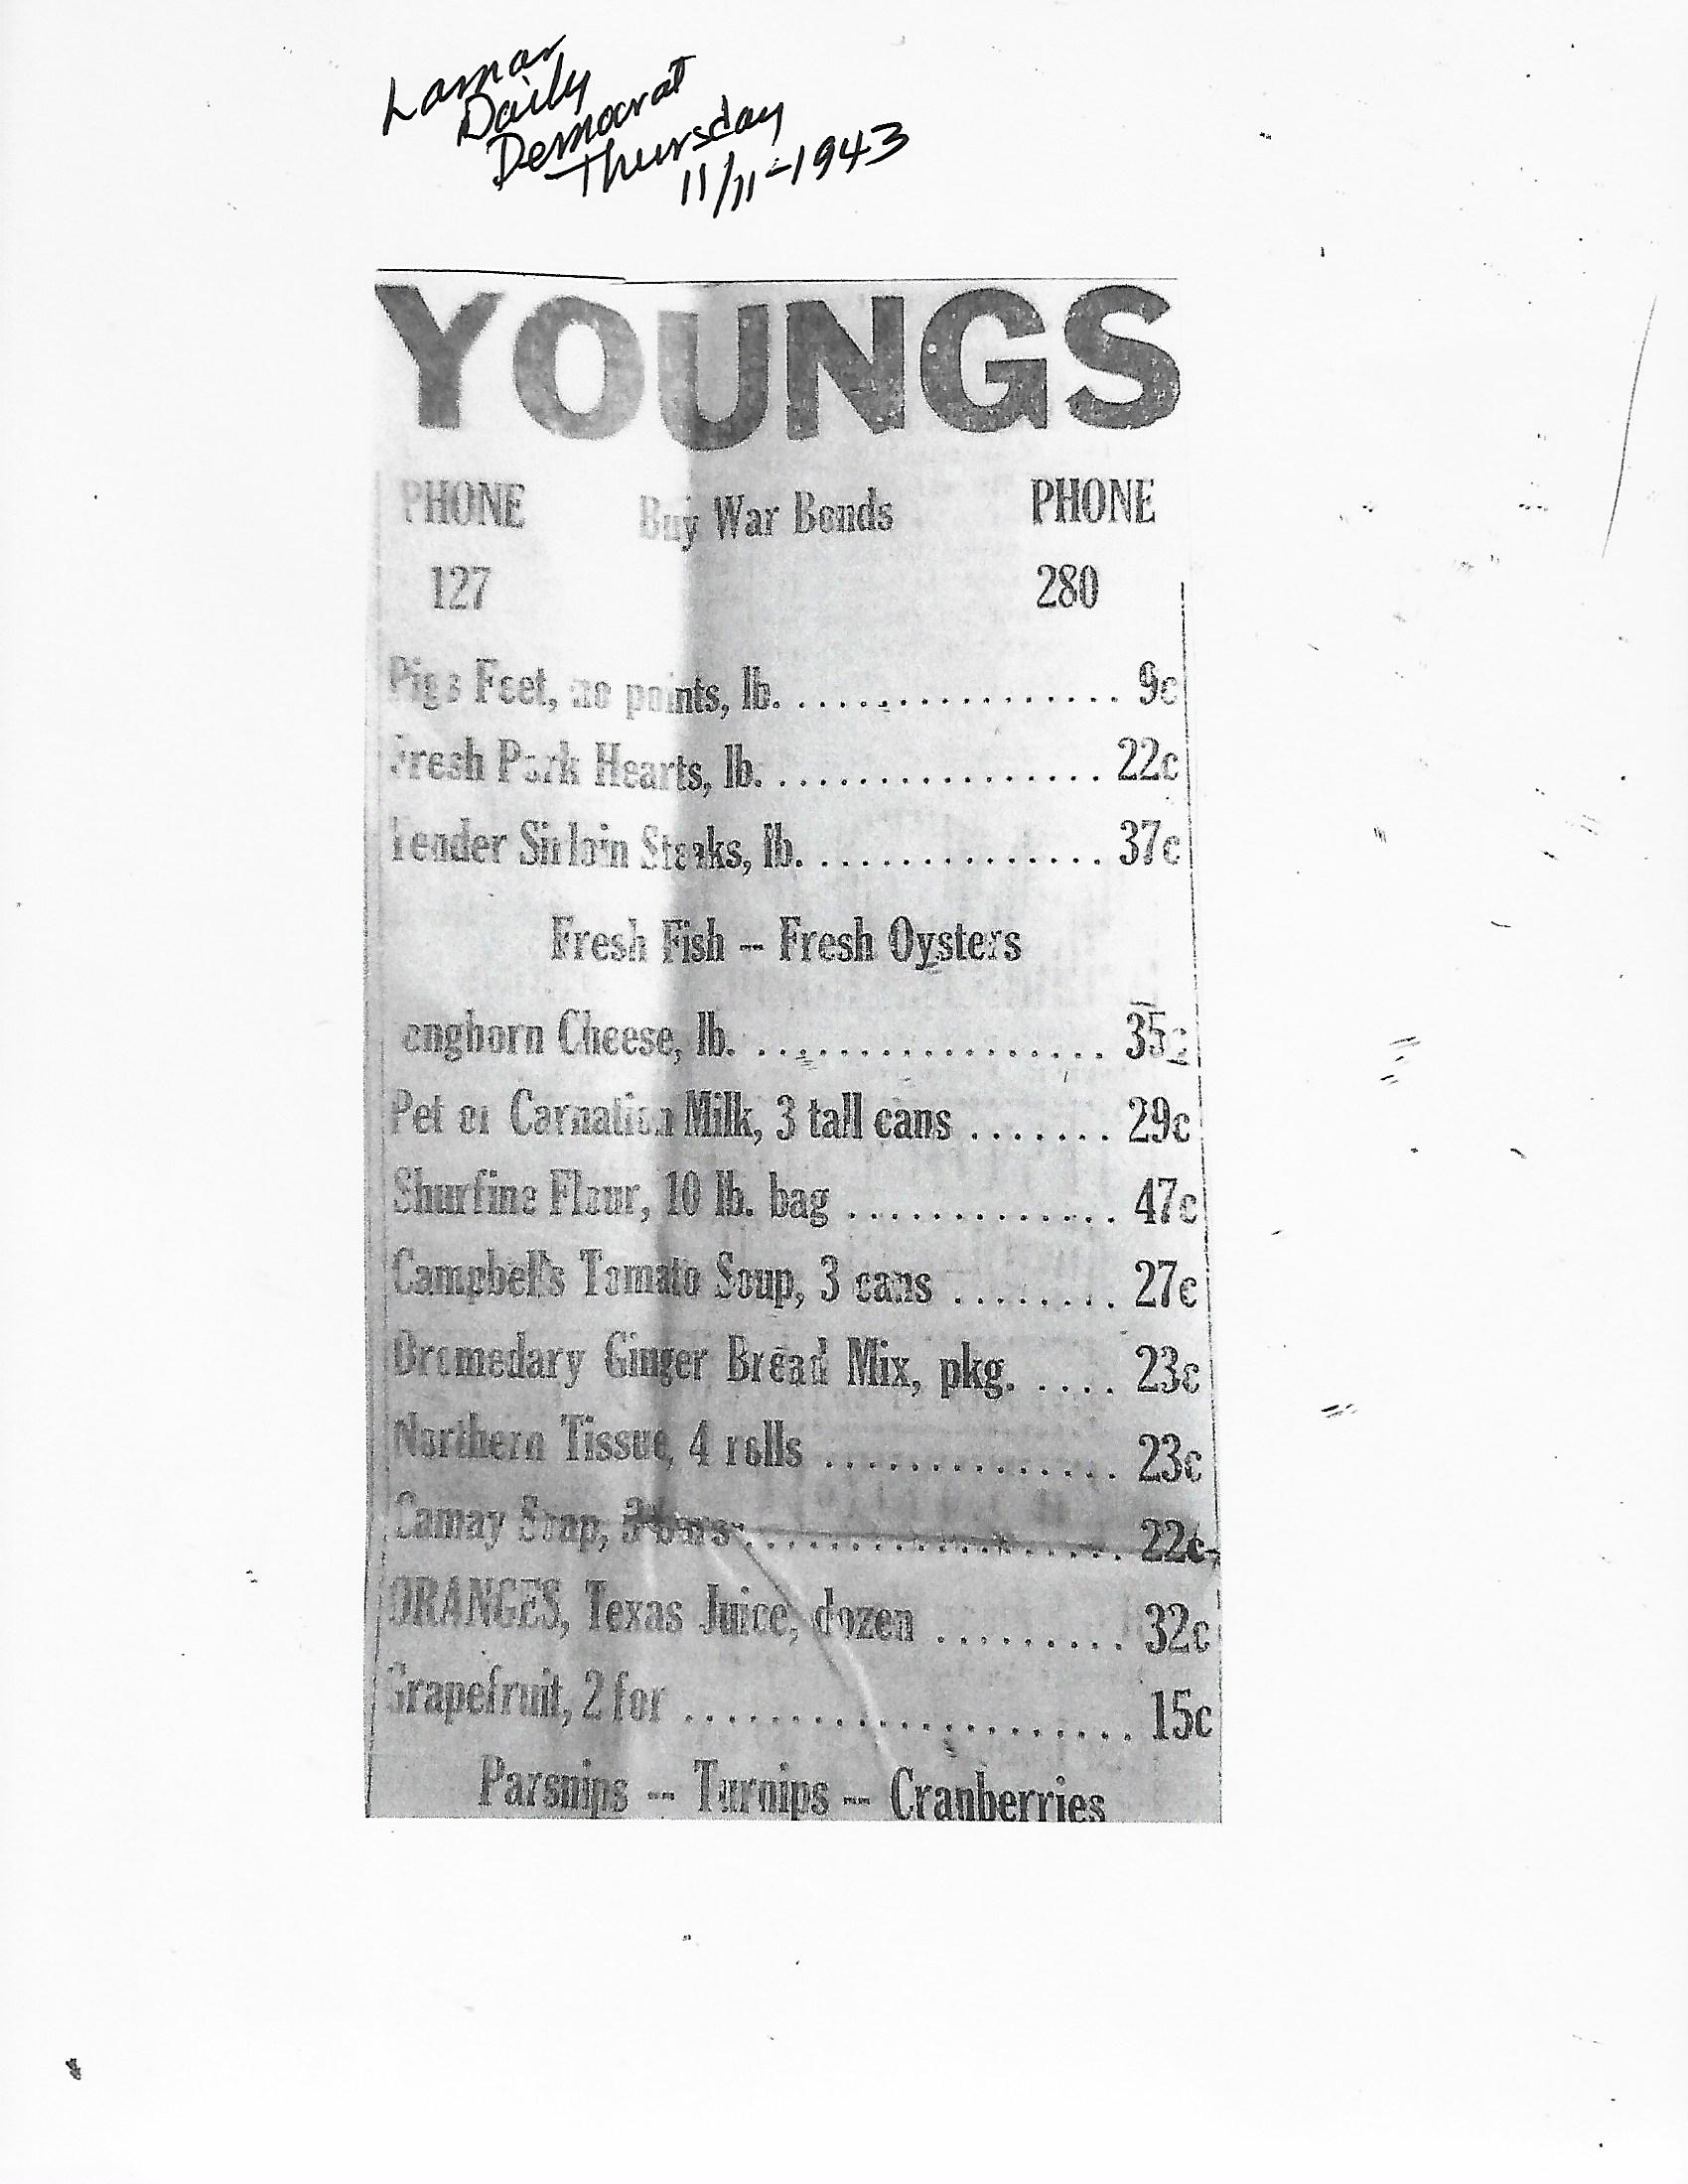 Lamar
Daily
Democrat
Thursday
11/11-1943
YOUNGS
PHONE Buy War Bonds PHONE
127 280
Pigs Feet, no points, lb. .................. 9c
Fresh Pork Hearts, lb. .................. 22c
Tender Sirloin Steaks, lb. ............... 37c
Fresh Fish -- Fresh Oysters
Longhorn Cheese, lb. .................. 35c
Pet or Carnation Milk, 3 tall cans ....... 29c
Shurfine Flour, 10 lb. bag ............. 47c
Campbell's Tomato Soup, 3 cans ........ 27c
Dromedary Ginger Bread Mix, pkg. .... 23c
Northern Tissue, 4 rolls .............. 23c
Camay Soap, 3 bars .................. 22c
ORANGES, Texas Juice, dozen ......... 32c
Grapefruit, 2 for ..................... 15c
Parsnips -- Turnips -- Cranberries